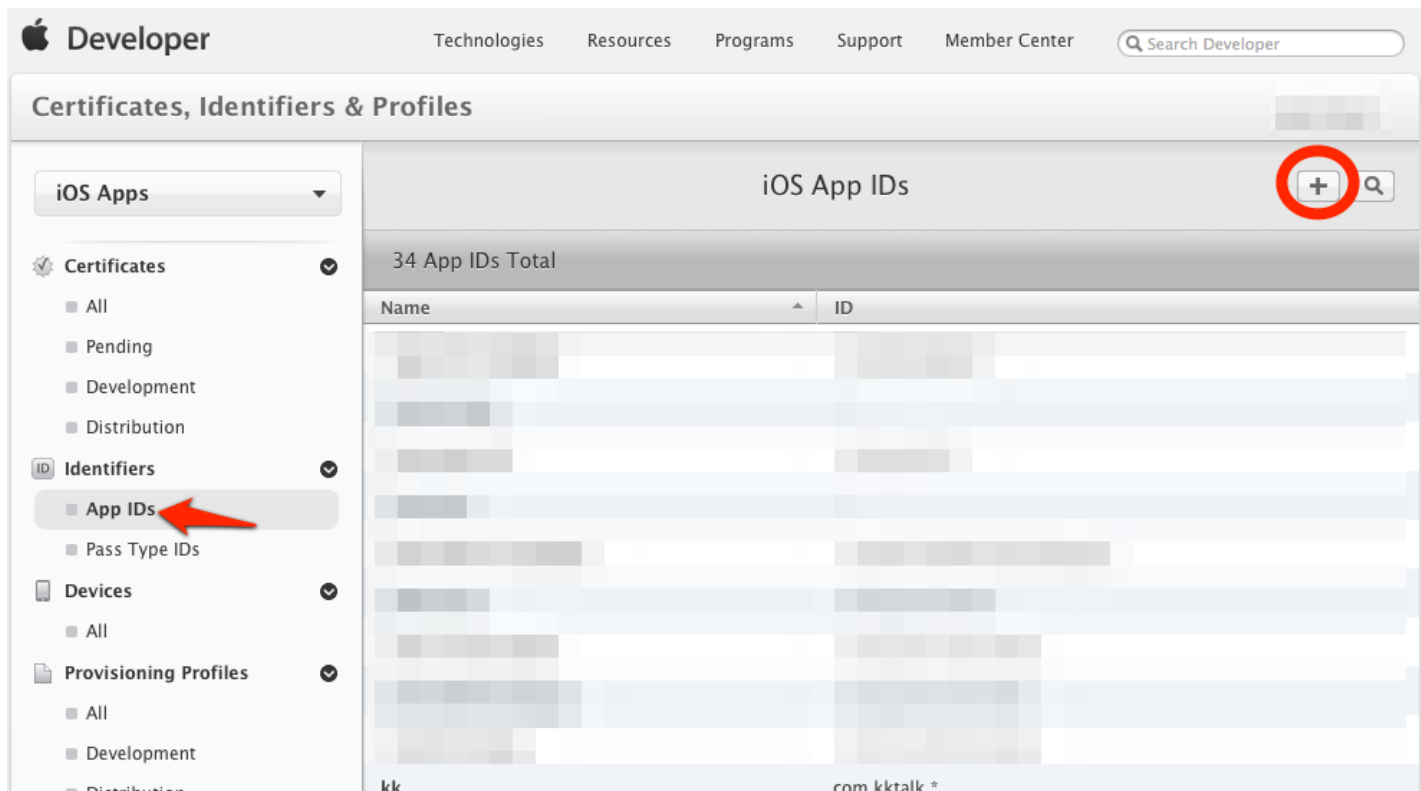 Developer
Technologies Resources Programs Support Member Center Search Developer
Certificates, Identifiers & Profiles
iOS Apps
iOS App IDs
Certificates
All
Pending
Development
Distribution
ID Identifiers
App IDs
Pass Type IDs
Devices
All
Provisioning Profiles
All
Development
Distribution
34 App IDs Total
Name ID
kk com.kktalk.*